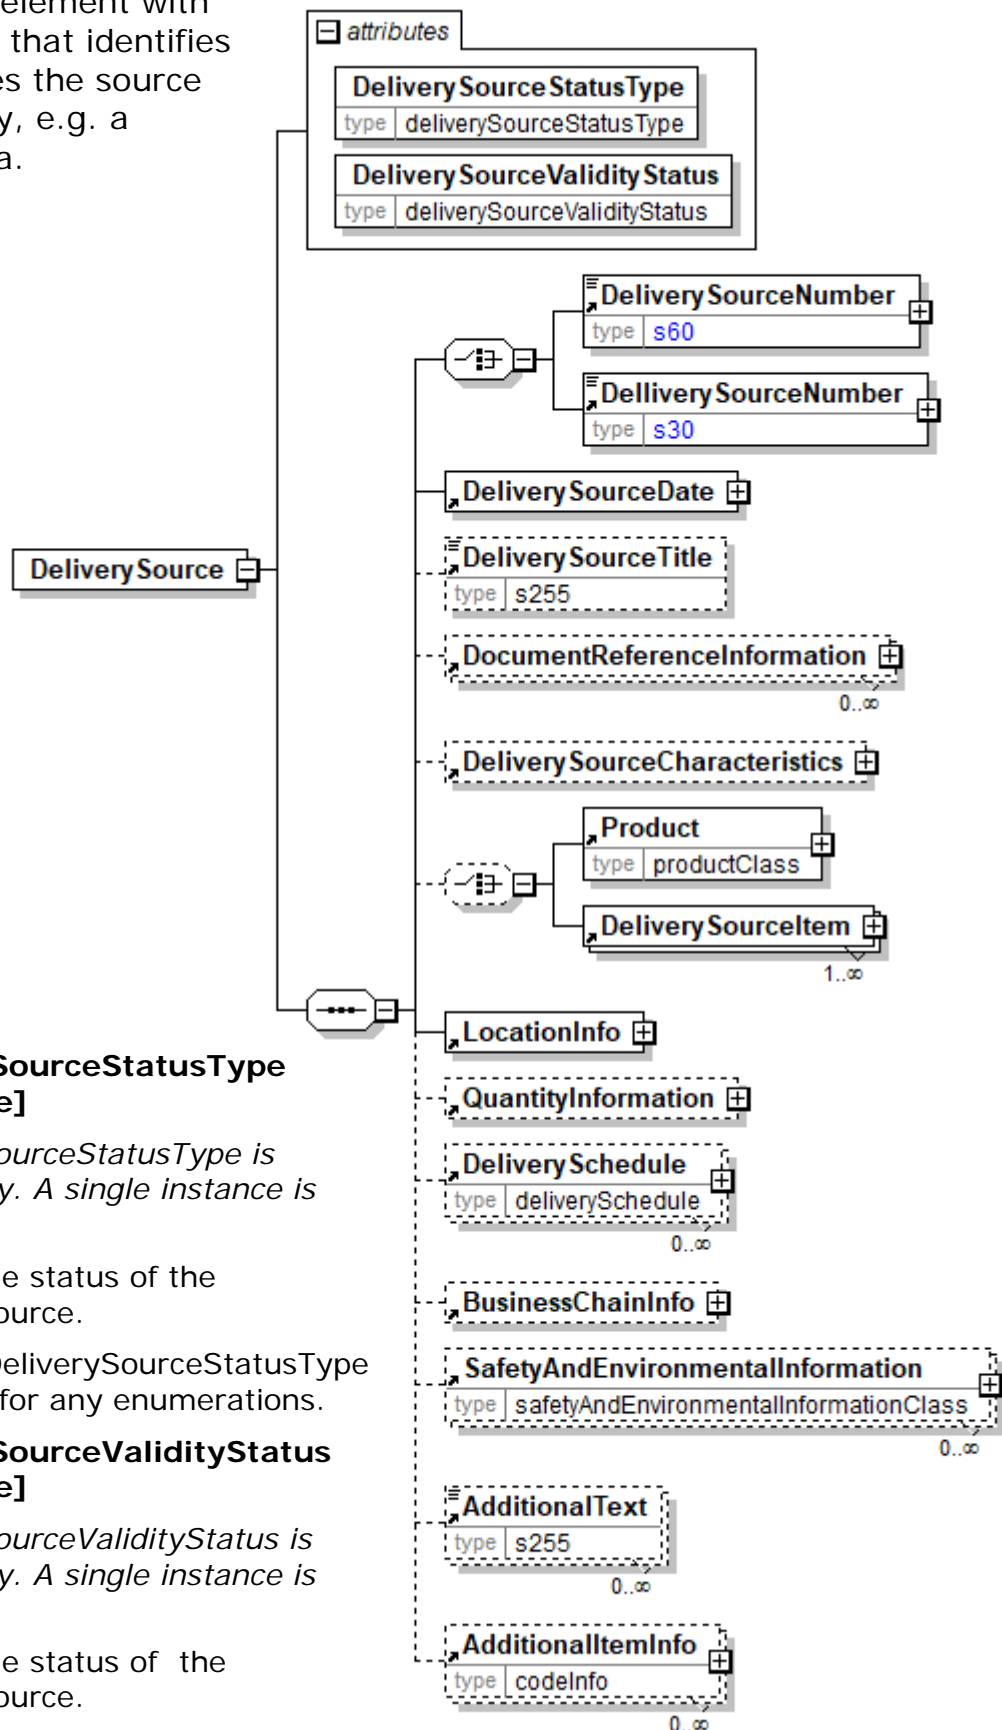 element with
that identifies
es the source
y, e.g. a
a.
attributes
DeliverySourceStatusType
type deliverySourceStatusType
DeliverySourceValidityStatus
type deliverySourceValidityStatus
DeliverySourceNumber
type s60
DelliverySourceNumber
type s30
DeliverySourceDate
DeliverySource
DeliverySourceTitle
type s255
DocumentReferenceInformation
0..∞
DeliverySourceCharacteristics
Product
type productClass
DeliverySourceItem
1..∞
LocationInfo
QuantityInformation
DeliverySchedule
type deliverySchedule
0..∞
BusinessChainInfo
SafetyAndEnvironmentalInformation
type safetyAndEnvironmentalInformationClass
0..∞
AdditionalText
type s255
0..∞
AdditionalItemInfo
type codeInfo
0..∞
SourceStatusType
e]
ourceStatusType is
y. A single instance is
e status of the
ource.
DeliverySourceStatusType
for any enumerations.
SourceValidityStatus
e]
ourceValidityStatus is
y. A single instance is
e status of the
ource.